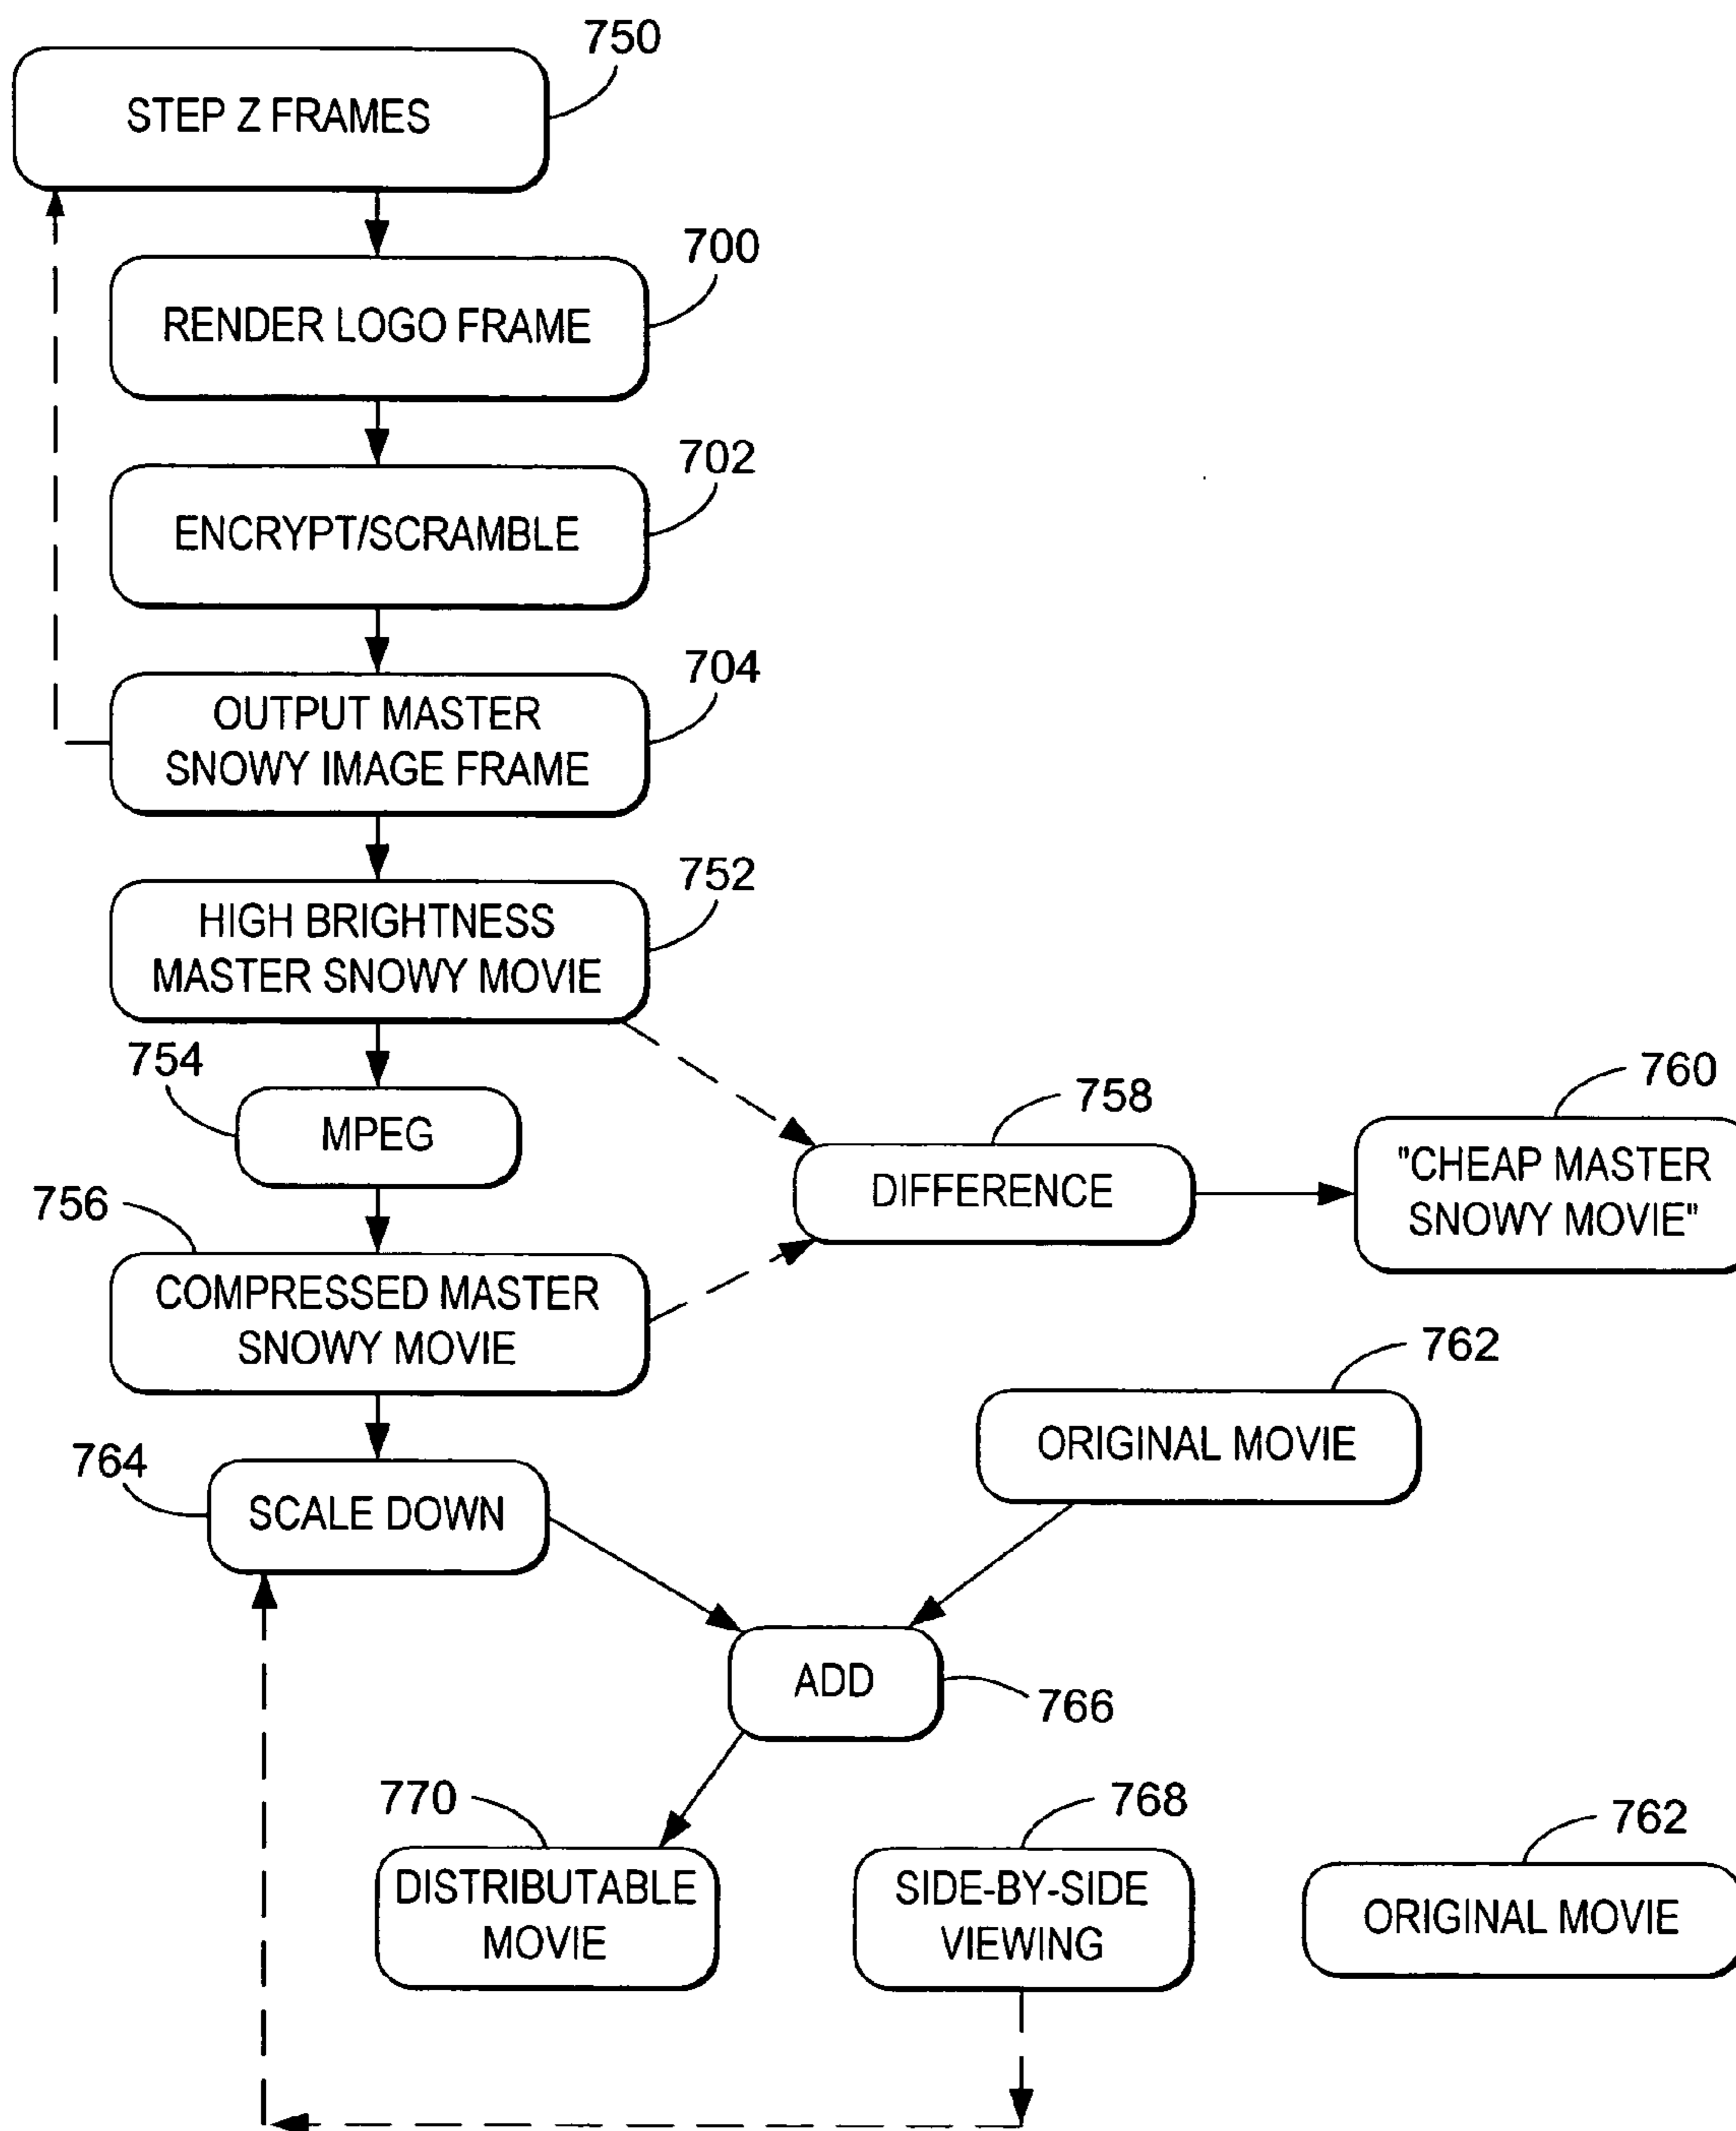 750
STEP Z FRAMES
700
RENDER LOGO FRAME
702
ENCRYPT/SCRAMBLE
704
OUTPUT MASTER
SNOWY IMAGE FRAME
752
HIGH BRIGHTNESS
MASTER SNOWY MOVIE
754
MPEG
758
DIFFERENCE
760
"CHEAP MASTER
SNOWY MOVIE"
756
COMPRESSED MASTER
SNOWY MOVIE
762
ORIGINAL MOVIE
764
SCALE DOWN
ADD
766
770
DISTRIBUTABLE
MOVIE
768
SIDE-BY-SIDE
VIEWING
762
ORIGINAL MOVIE